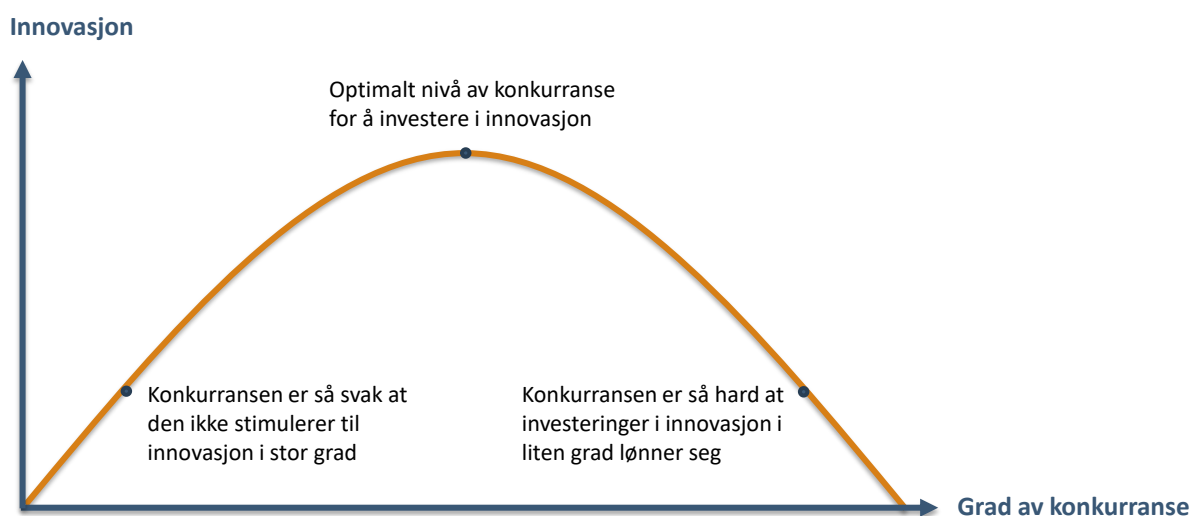 Innovasjon
Optimalt nivå av konkurranse
for å investere i innovasjon
Konkurransen er så svak at
den ikke stimulerer til
innovasjon i stor grad
Konkurransen er så hard at
investeringer i innovasjon i
liten grad lønner seg
Grad av konkurranse